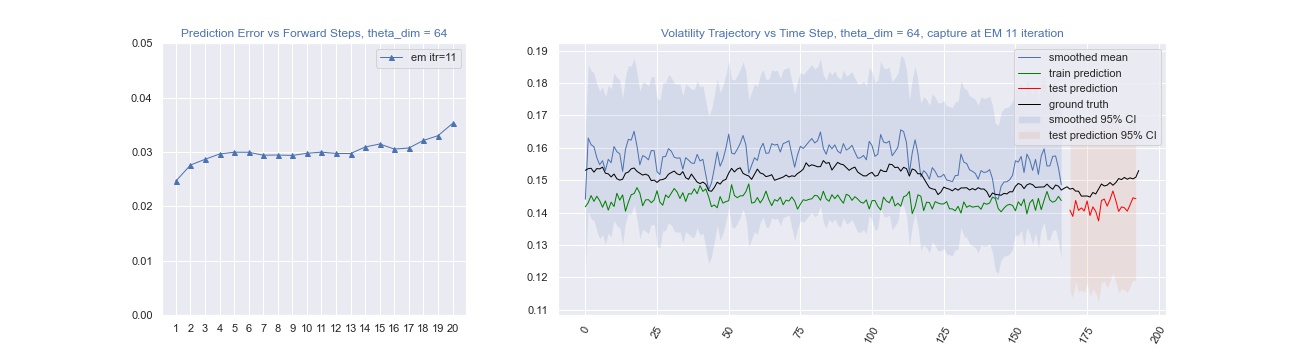 Prediction Error vs Forward Steps, theta_dim = 64
0.05
0.04
0.03
0.02
0.01
0.00
em itr=11
1 2 3 4 5 6 7 8 9 10 11 12 13 14 15 16 17 18 19 20
Volatility Trajectory vs Time Step, theta_dim = 64, capture at EM 11 iteration
0.19
0.18
0.17
0.16
0.15
0.14
0.13
0.12
0.11
smoothed mean
train prediction
test prediction
ground truth
smoothed 95% CI
test prediction 95% CI
0 25 50 75 100 125 150 175 200